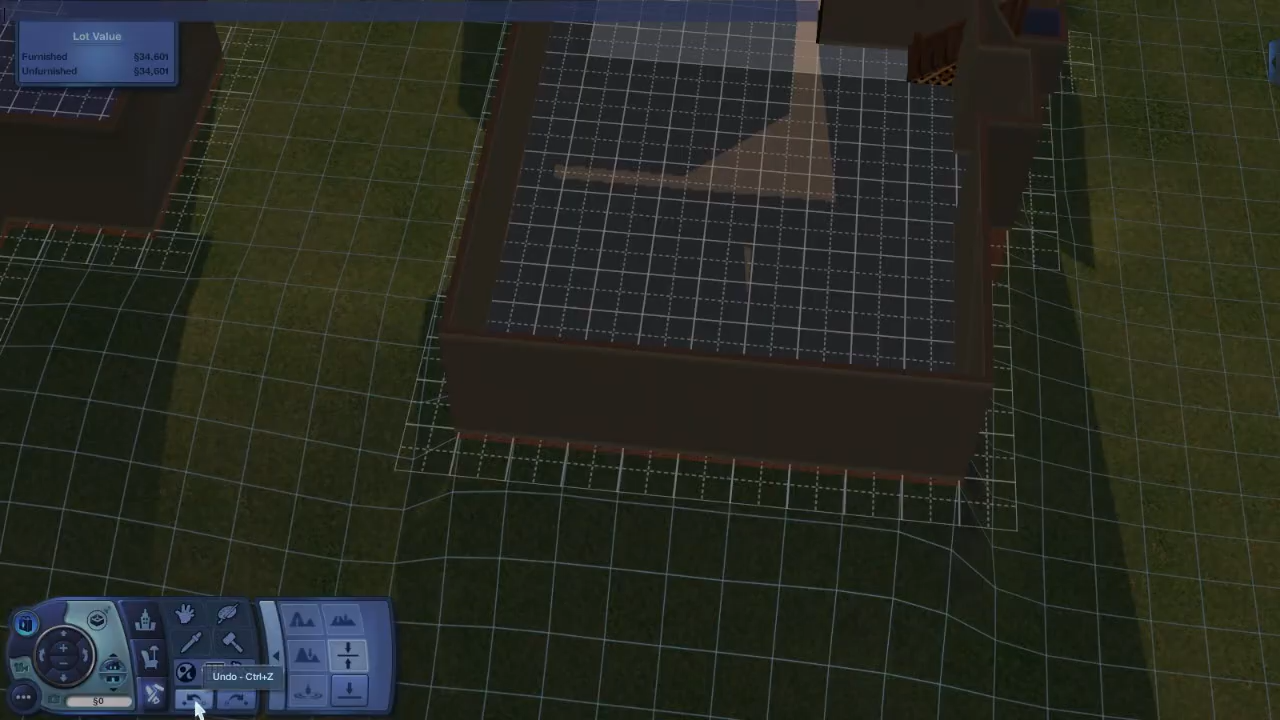 Lot Value
Furnished §34,601
Unfurnished §34,601
Undo - Ctrl+Z
§0